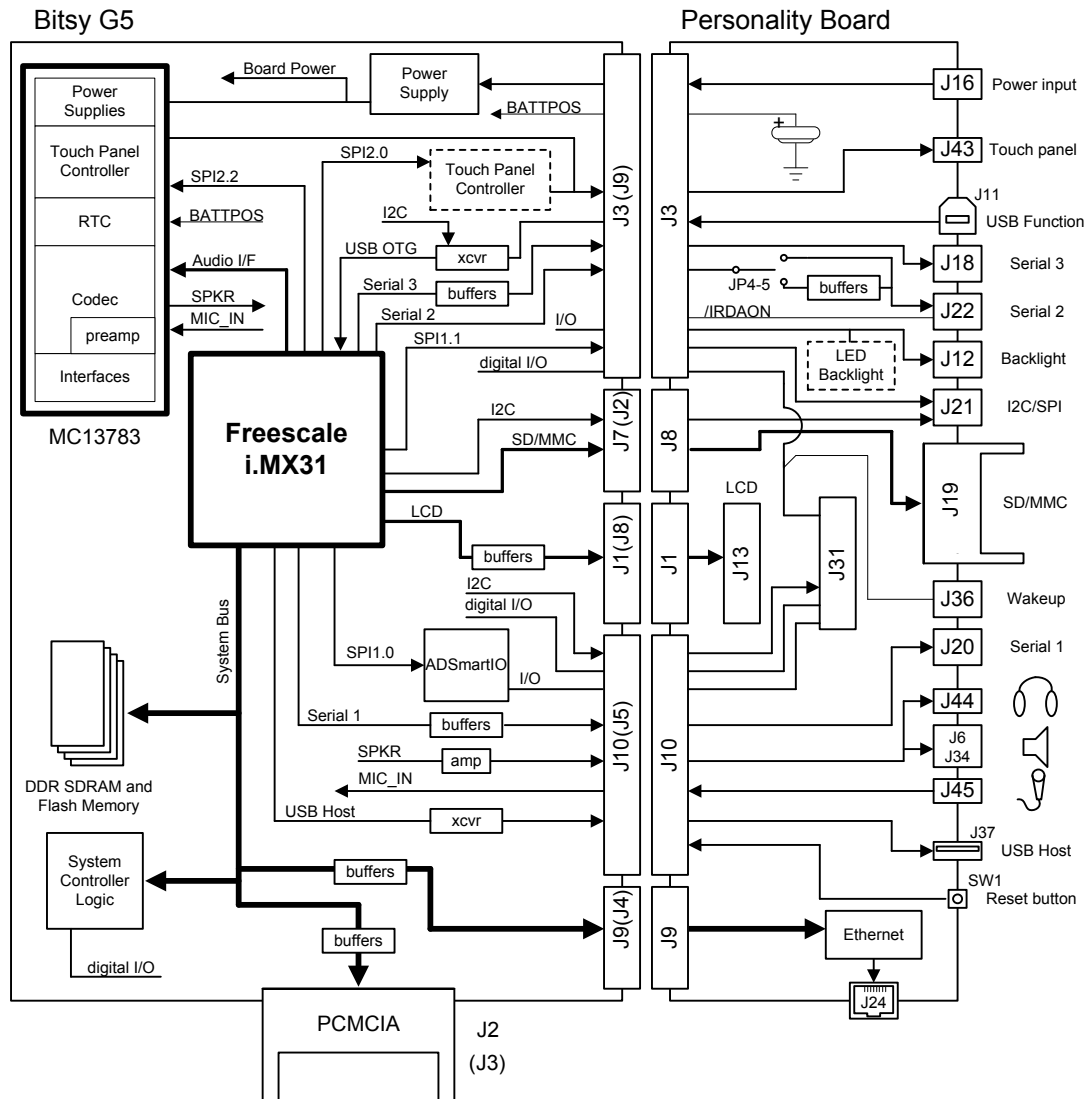 Bitsy G5
Personality Board
Power
Supplies
Touch Panel
Controller
RTC
Codec
preamp
Interfaces
MC13783
Board Power
Power
Supply
BATTPOS
SPI2.0
Touch Panel
Controller
SPI2.2
BATTPOS
I2C
USB OTG
xcvr
Audio I/F
SPKR
MIC_IN
Serial 3
buffers
Serial 2
SPI1.1
I/O
digital I/O
Freescale
i.MX31
I2C
SD/MMC
LCD
buffers
I2C
digital I/O
System Bus
SPI1.0
ADSmartIO
I/O
Serial 1
buffers
SPKR
amp
MIC_IN
USB Host
xcvr
DDR SDRAM and
Flash Memory
System
Controller
Logic
digital I/O
buffers
buffers
PCMCIA
J2
(J3)
J3 (J9)
J7 (J2)
J1 (J8)
J10 (J5)
J9 (J4)
J3
J8
J1
J10
J9
+
JP4-5
buffers
/IRDAON
LED
Backlight
LCD
J13
J31
Ethernet
J24
J16
Power input
J43
Touch panel
J11
USB Function
J18
Serial 3
J22
Serial 2
J12
Backlight
J21
I2C/SPI
J19
SD/MMC
J36
Wakeup
J20
Serial 1
J44
J6
J34
J45
J37
USB Host
SW1
Reset button